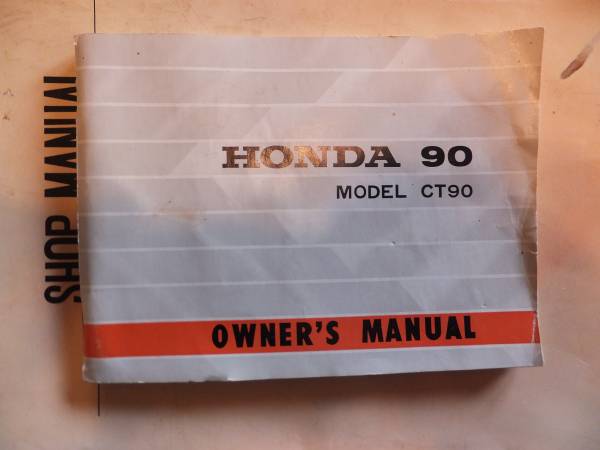 HONDA 90
MODEL CT90
OWNER'S MANUAL
SHOP MANUAL